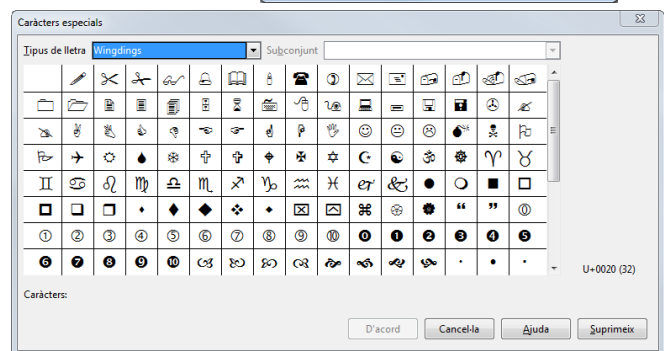 Caràcters especials
Tipus de lletra Wingdings Subconjunt
U+0020 (32)
Caràcters:
D'acord Cancel·la Ajuda Suprimeix